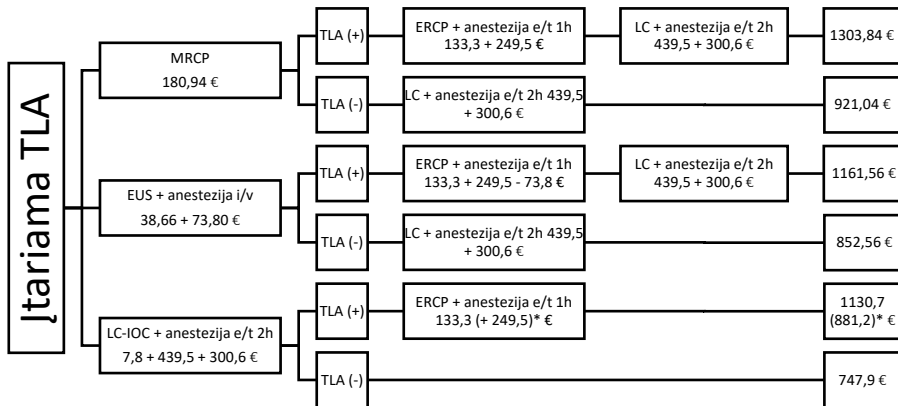 Įtariama TLA
MRCP
180,94 €
TLA (+)
ERCP + anestezija e/t 1h
133,3 + 249,5 €
LC + anestezija e/t 2h
439,5 + 300,6 €
1303,84 €
TLA (-)
LC + anestezija e/t 2h 439,5
+ 300,6 €
921,04 €
EUS + anestezija i/v
38,66 + 73,80 €
TLA (+)
ERCP + anestezija e/t 1h
133,3 + 249,5 - 73,8 €
LC + anestezija e/t 2h
439,5 + 300,6 €
1161,56 €
TLA (-)
LC + anestezija e/t 2h 439,5
+ 300,6 €
852,56 €
LC-IOC + anestezija e/t 2h
7,8 + 439,5 + 300,6 €
TLA (+)
ERCP + anestezija e/t 1h
133,3 (+ 249,5)* €
1130,7
(881,2)* €
TLA (-)
747,9 €